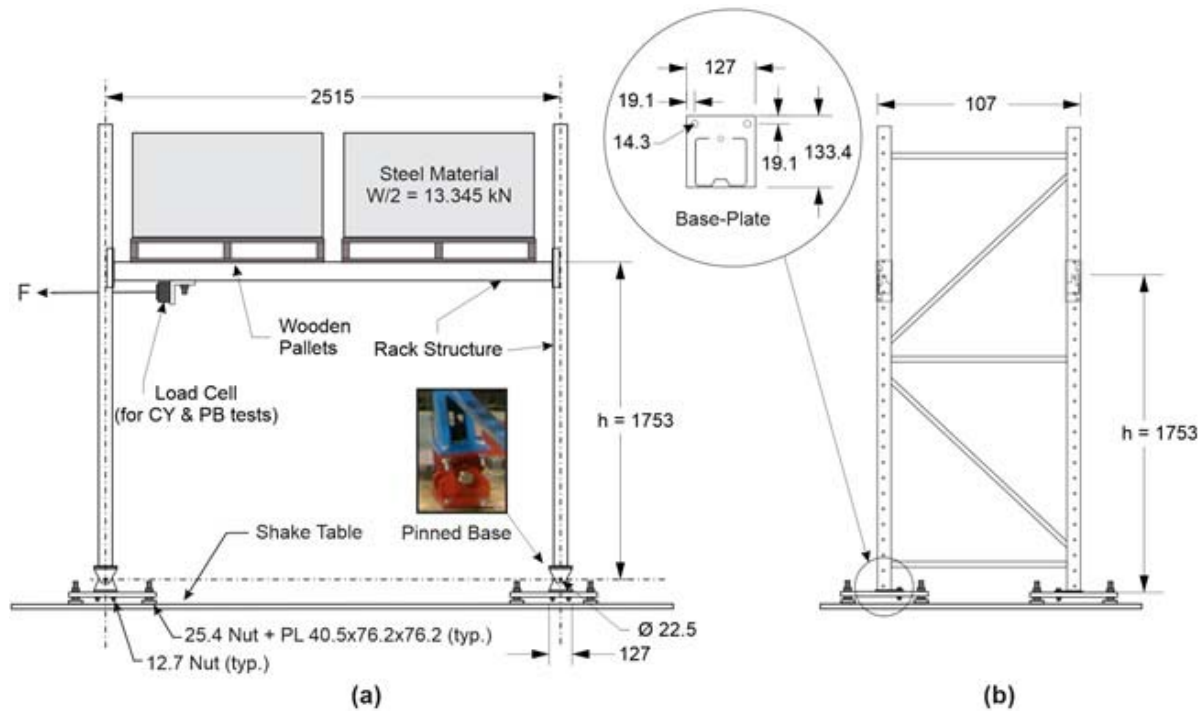 2515
Steel Material
W/2 = 13.345 kN
F
Wooden
Pallets
Rack Structure
Load Cell
(for CY & PB tests)
h = 1753
Pinned Base
Shake Table
25.4 Nut + PL 40.5x76.2x76.2 (typ.)
12.7 Nut (typ.)
Ø 22.5
127
(a)
127
19.1
14.3
19.1
133.4
Base-Plate
107
h = 1753
(b)